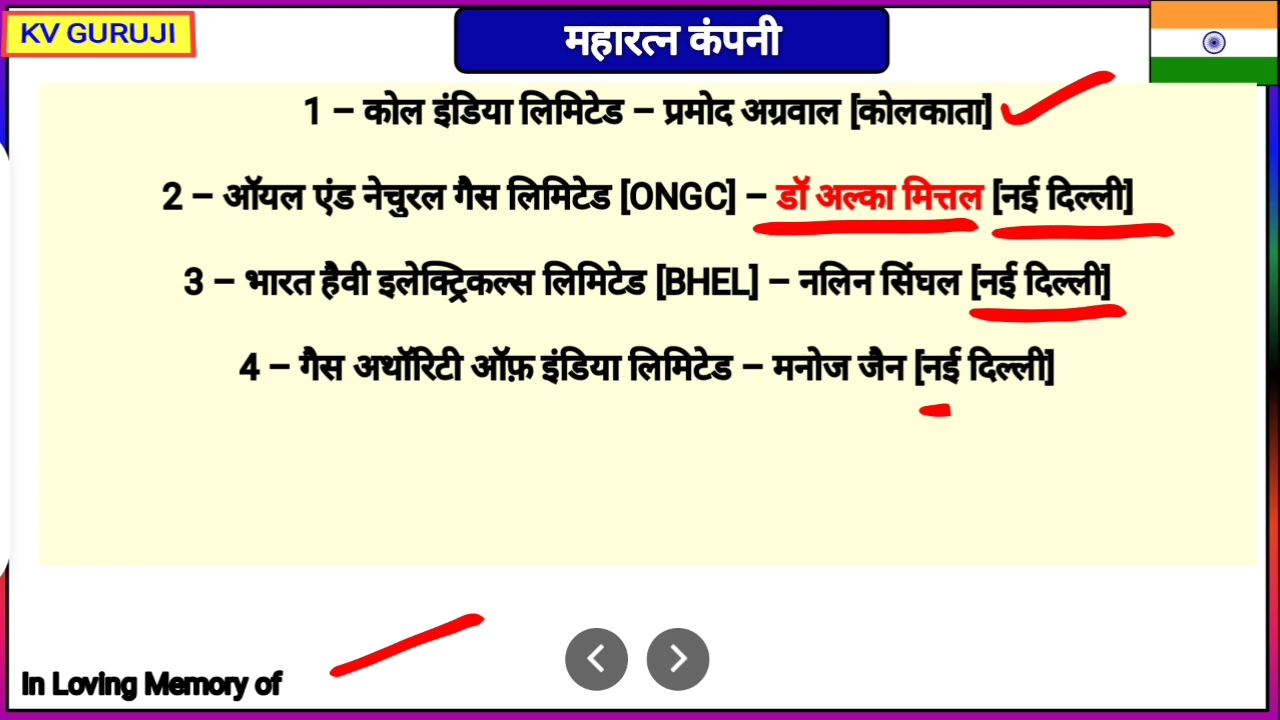 KV GURUJI
महारत्न कंपनी
1 – कोल इंडिया लिमिटेड – प्रमोद अग्रवाल [कोलकाता]
2 – ऑयल एंड नेचुरल गैस लिमिटेड [ONGC] – डॉ अल्का मित्तल [नई दिल्ली]
3 – भारत हैवी इलेक्ट्रिकल्स लिमिटेड [BHEL] – नलिन सिंघल [नई दिल्ली]
4 – गैस अथॉरिटी ऑफ़ इंडिया लिमिटेड – मनोज जैन [नई दिल्ली]
In Loving Memory of